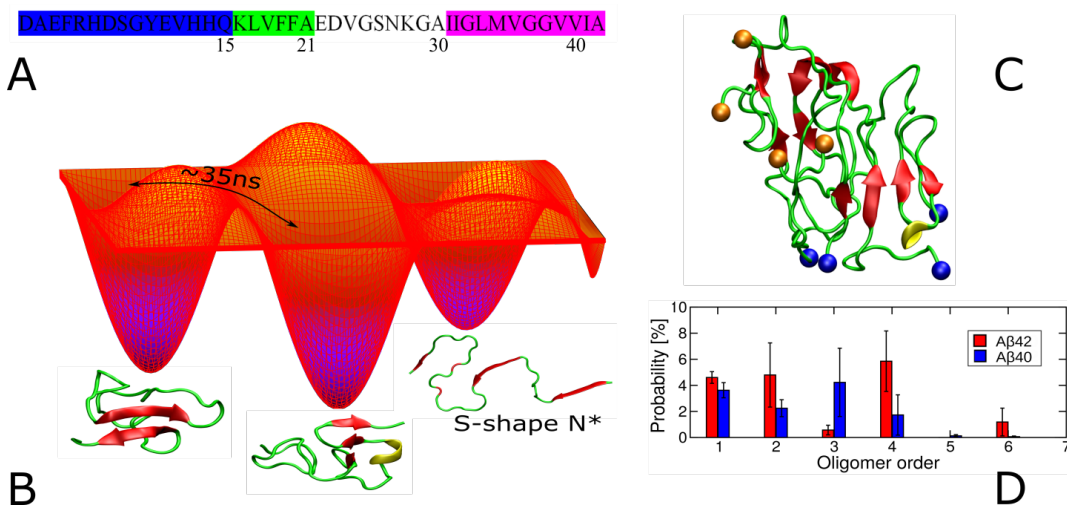 DAEFRHDSGYEVHHQKLVFFAEDVGSNKGAIIGLMVGGVVIA
15 21 30 40
A
~35ns
S-shape N*
B
C
Probability [%]
10
8
6
4
2
0
Aβ42
Aβ40
1 2 3 4 5 6 7
Oligomer order
D